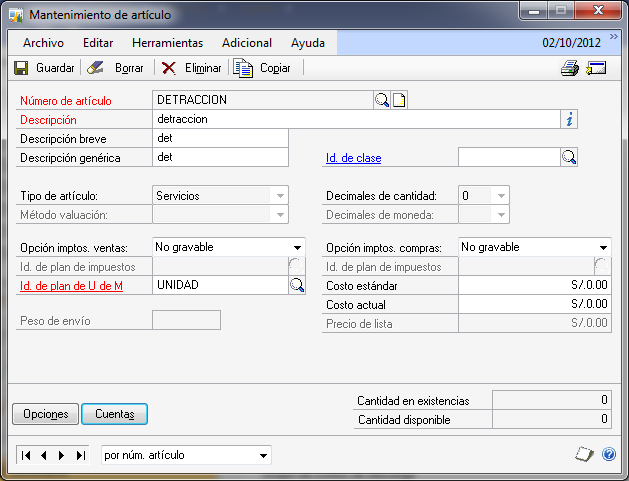 Mantenimiento de artículo
Archivo Editar Herramientas Adicional Ayuda 02/10/2012
Guardar Borrar Eliminar Copiar
Número de artículo DETRACCION
Descripción detraccion
Descripción breve det
Descripción genérica det Id. de clase
Tipo de artículo: Servicios Decimales de cantidad: 0
Método valuación: Decimales de moneda:
Opción imptos. ventas: No gravable Opción imptos. compras: No gravable
Id. de plan de impuestos Id. de plan de impuestos
Id. de plan de U de M UNIDAD Costo estándar S/.0.00
Costo actual S/.0.00
Peso de envío Precio de lista S/.0.00
Cantidad en existencias 0
Opciones Cuentas Cantidad disponible 0
por núm. artículo